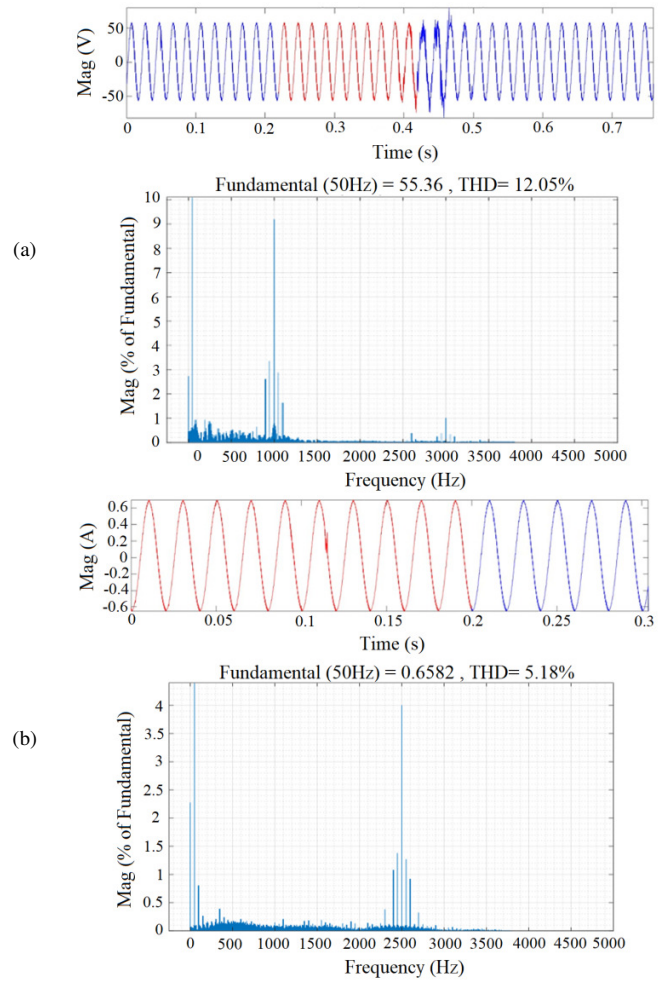 50
0
-50
Mag (V)
0 0.1 0.2 0.3 0.4 0.5 0.6 0.7
Time (s)
Fundamental (50Hz) = 55.36 , THD= 12.05%
(a)
10
9
8
7
6
5
4
3
2
1
0
Mag (% of Fundamental)
0 500 1000 1500 2000 2500 3000 3500 4000 4500 5000
Frequency (Hz)
0.6
0.4
0.2
0
-0.2
-0.4
-0.6
Mag (A)
0 0.05 0.1 0.15 0.2 0.25 0.3
Time (s)
Fundamental (50Hz) = 0.6582 , THD= 5.18%
(b)
4
3.5
3
2.5
2
1.5
1
0.5
0
Mag (% of Fundamental)
0 500 1000 1500 2000 2500 3000 3500 4000 4500 5000
Frequency (Hz)